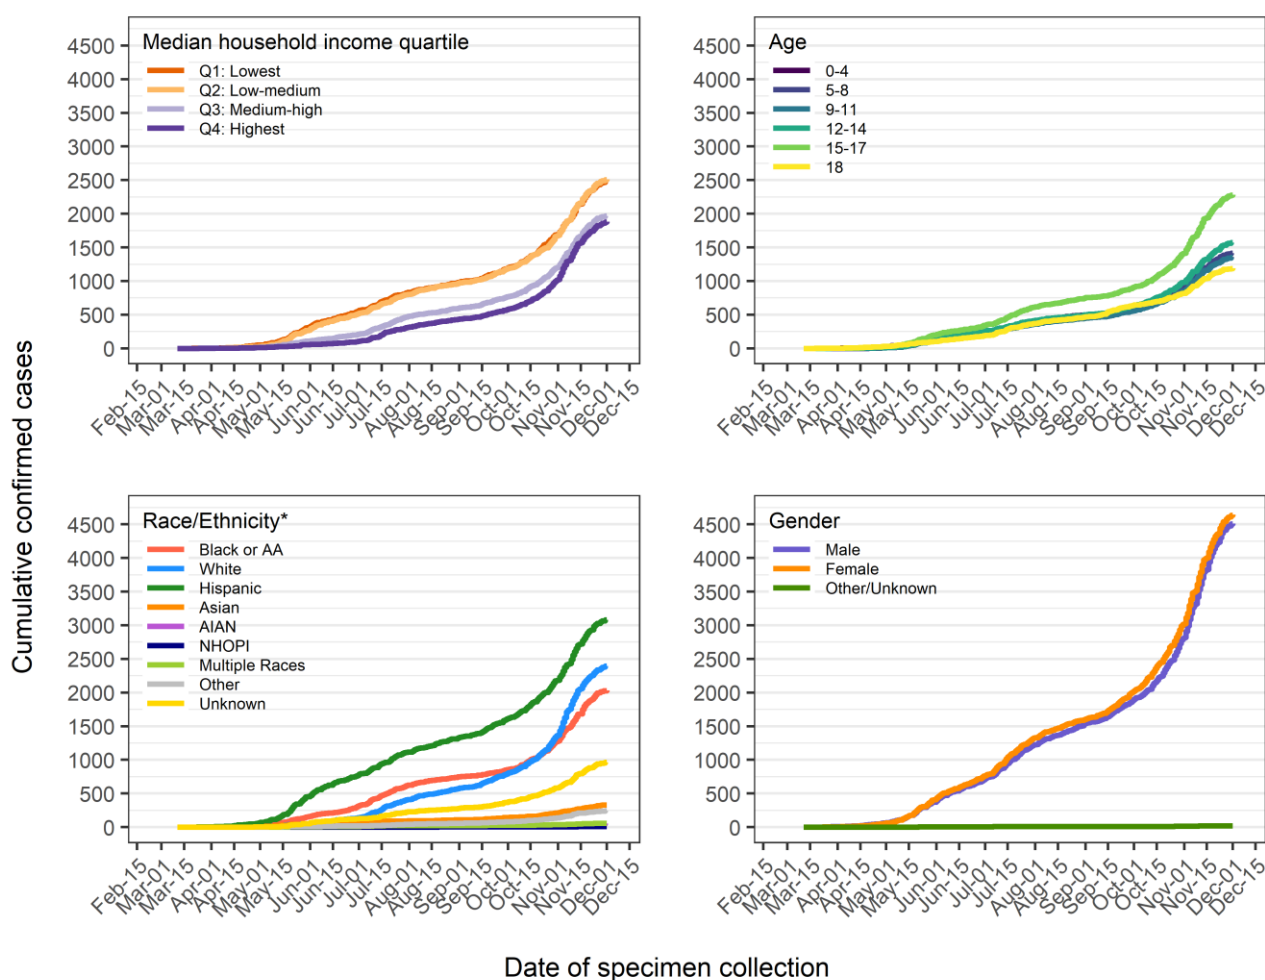 Cumulative confirmed cases
Median household income quartile
Q1: Lowest
Q2: Low-medium
Q3: Medium-high
Q4: Highest
4500
4000
3500
3000
2500
2000
1500
1000
500
0
Feb-15
Mar-01
Mar-15
Apr-01
Apr-15
May-01
May-15
Jun-01
Jun-15
Jul-01
Jul-15
Aug-01
Aug-15
Sep-01
Sep-15
Oct-01
Oct-15
Nov-01
Nov-15
Dec-01
Dec-15
Age
0-4
5-8
9-11
12-14
15-17
18
4500
4000
3500
3000
2500
2000
1500
1000
500
0
Feb-15
Mar-01
Mar-15
Apr-01
Apr-15
May-01
May-15
Jun-01
Jun-15
Jul-01
Jul-15
Aug-01
Aug-15
Sep-01
Sep-15
Oct-01
Oct-15
Nov-01
Nov-15
Dec-01
Dec-15
Race/Ethnicity*
Black or AA
White
Hispanic
Asian
AIAN
NHOPI
Multiple Races
Other
Unknown
4500
4000
3500
3000
2500
2000
1500
1000
500
0
Feb-15
Mar-01
Mar-15
Apr-01
Apr-15
May-01
May-15
Jun-01
Jun-15
Jul-01
Jul-15
Aug-01
Aug-15
Sep-01
Sep-15
Oct-01
Oct-15
Nov-01
Nov-15
Dec-01
Dec-15
Gender
Male
Female
Other/Unknown
4500
4000
3500
3000
2500
2000
1500
1000
500
0
Feb-15
Mar-01
Mar-15
Apr-01
Apr-15
May-01
May-15
Jun-01
Jun-15
Jul-01
Jul-15
Aug-01
Aug-15
Sep-01
Sep-15
Oct-01
Oct-15
Nov-01
Nov-15
Dec-01
Dec-15
Date of specimen collection